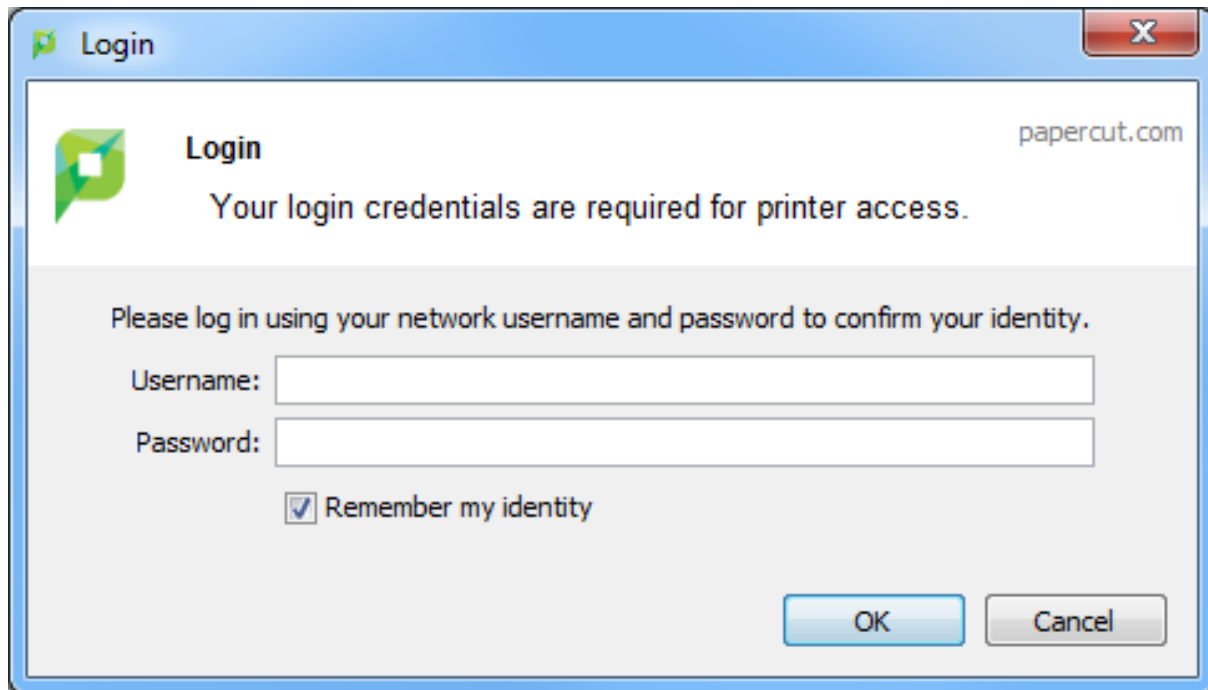 Login
papercut.com
Login
Your login credentials are required for printer access.
Please log in using your network username and password to confirm your identity.
Username:
Password:
Remember my identity
OK Cancel